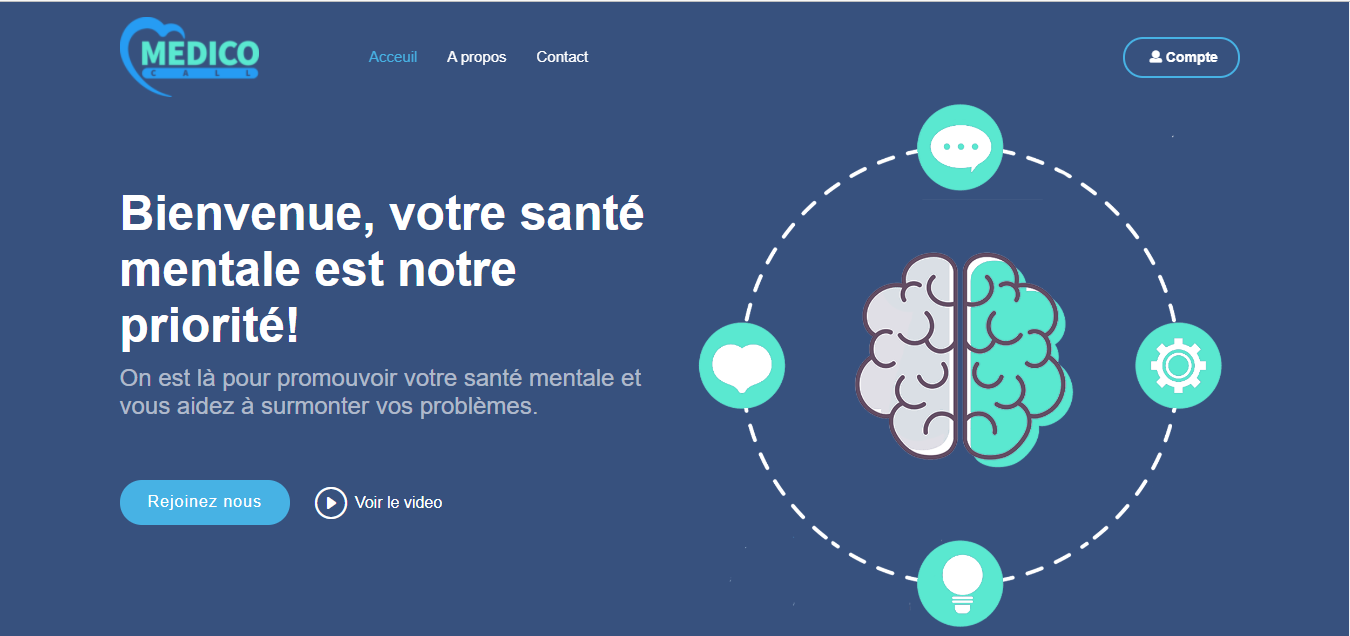 MEDICO
CALL
Acceuil
A propos
Contact
Compte
Bienvenue, votre santé
mentale est notre
priorité!
On est là pour promouvoir votre santé mentale et
vous aidez à surmonter vos problèmes.
Rejoinez nous
Voir le video